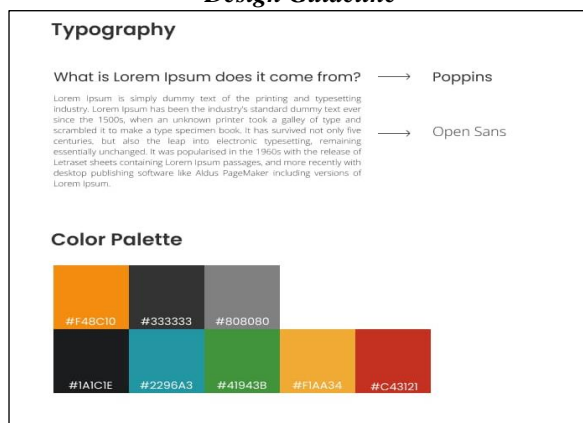 Design Guideline
Typography
What is Lorem Ipsum does it come from?
Poppins
Lorem Ipsum is simply dummy text of the printing and typesetting
industry. Lorem Ipsum has been the industry's standard dummy text ever
since the 1500s, when an unknown printer took a galley of type and
scrambled it to make a type specimen book. It has survived not only five
centuries, but also the leap into electronic typesetting, remaining
essentially unchanged. It was popularised in the 1960s with the release of
Letraset sheets containing Lorem Ipsum passages, and more recently with
desktop publishing software like Aldus PageMaker including versions of
Lorem Ipsum.
Open Sans
Color Palette
#F48C10
#333333
#808080
#1A1C1E
#2296A3
#41943B
#F1AA34
#C43121